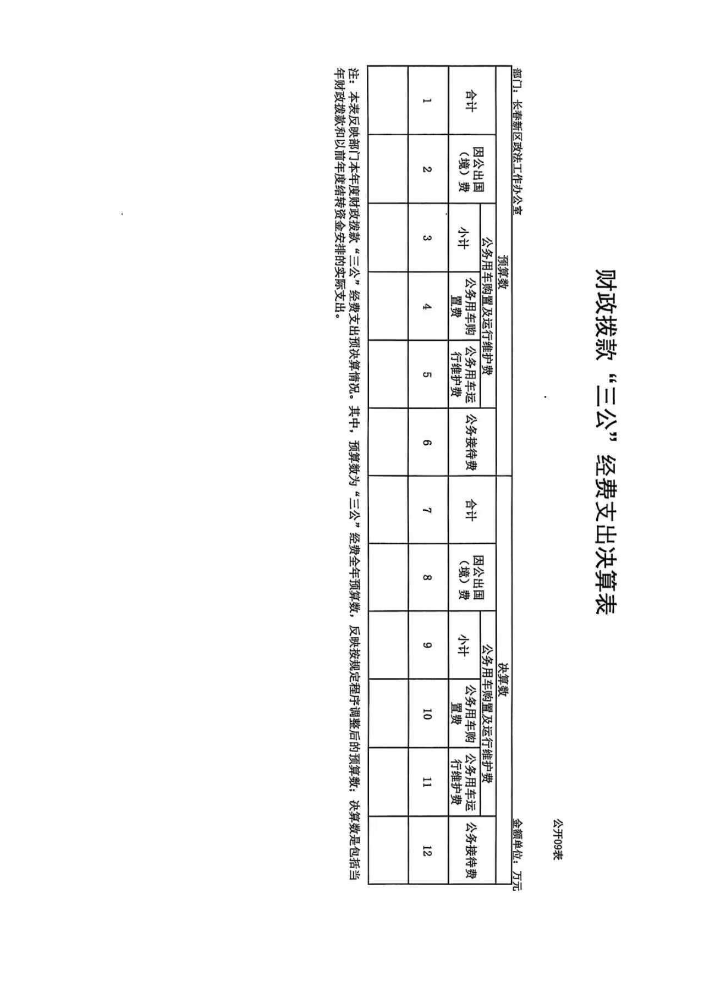 财政拨款“三公”经费支出决算表
公开09表
部门：长春新区政法工作办公室
金额单位：万元
预算数
决算数
合计
因公出国
（境）费
公务用车购置及运行维护费
公务接待费
合计
因公出国
（境）费
公务用车购置及运行维护费
公务接待费
小计
公务用车购
置费
公务用车运
行维护费
小计
公务用车购
置费
公务用车运
行维护费
1 2 3 4 5 6 7 8 9 10 11 12
注：本表反映部门本年度财政拨款“三公”经费支出预决算情况。其中，预算数为“三公”经费全年预算数，反映按规定程序调整后的预算数；决算数是包括当
年财政拨款和以前年度结转资金安排的实际支出。